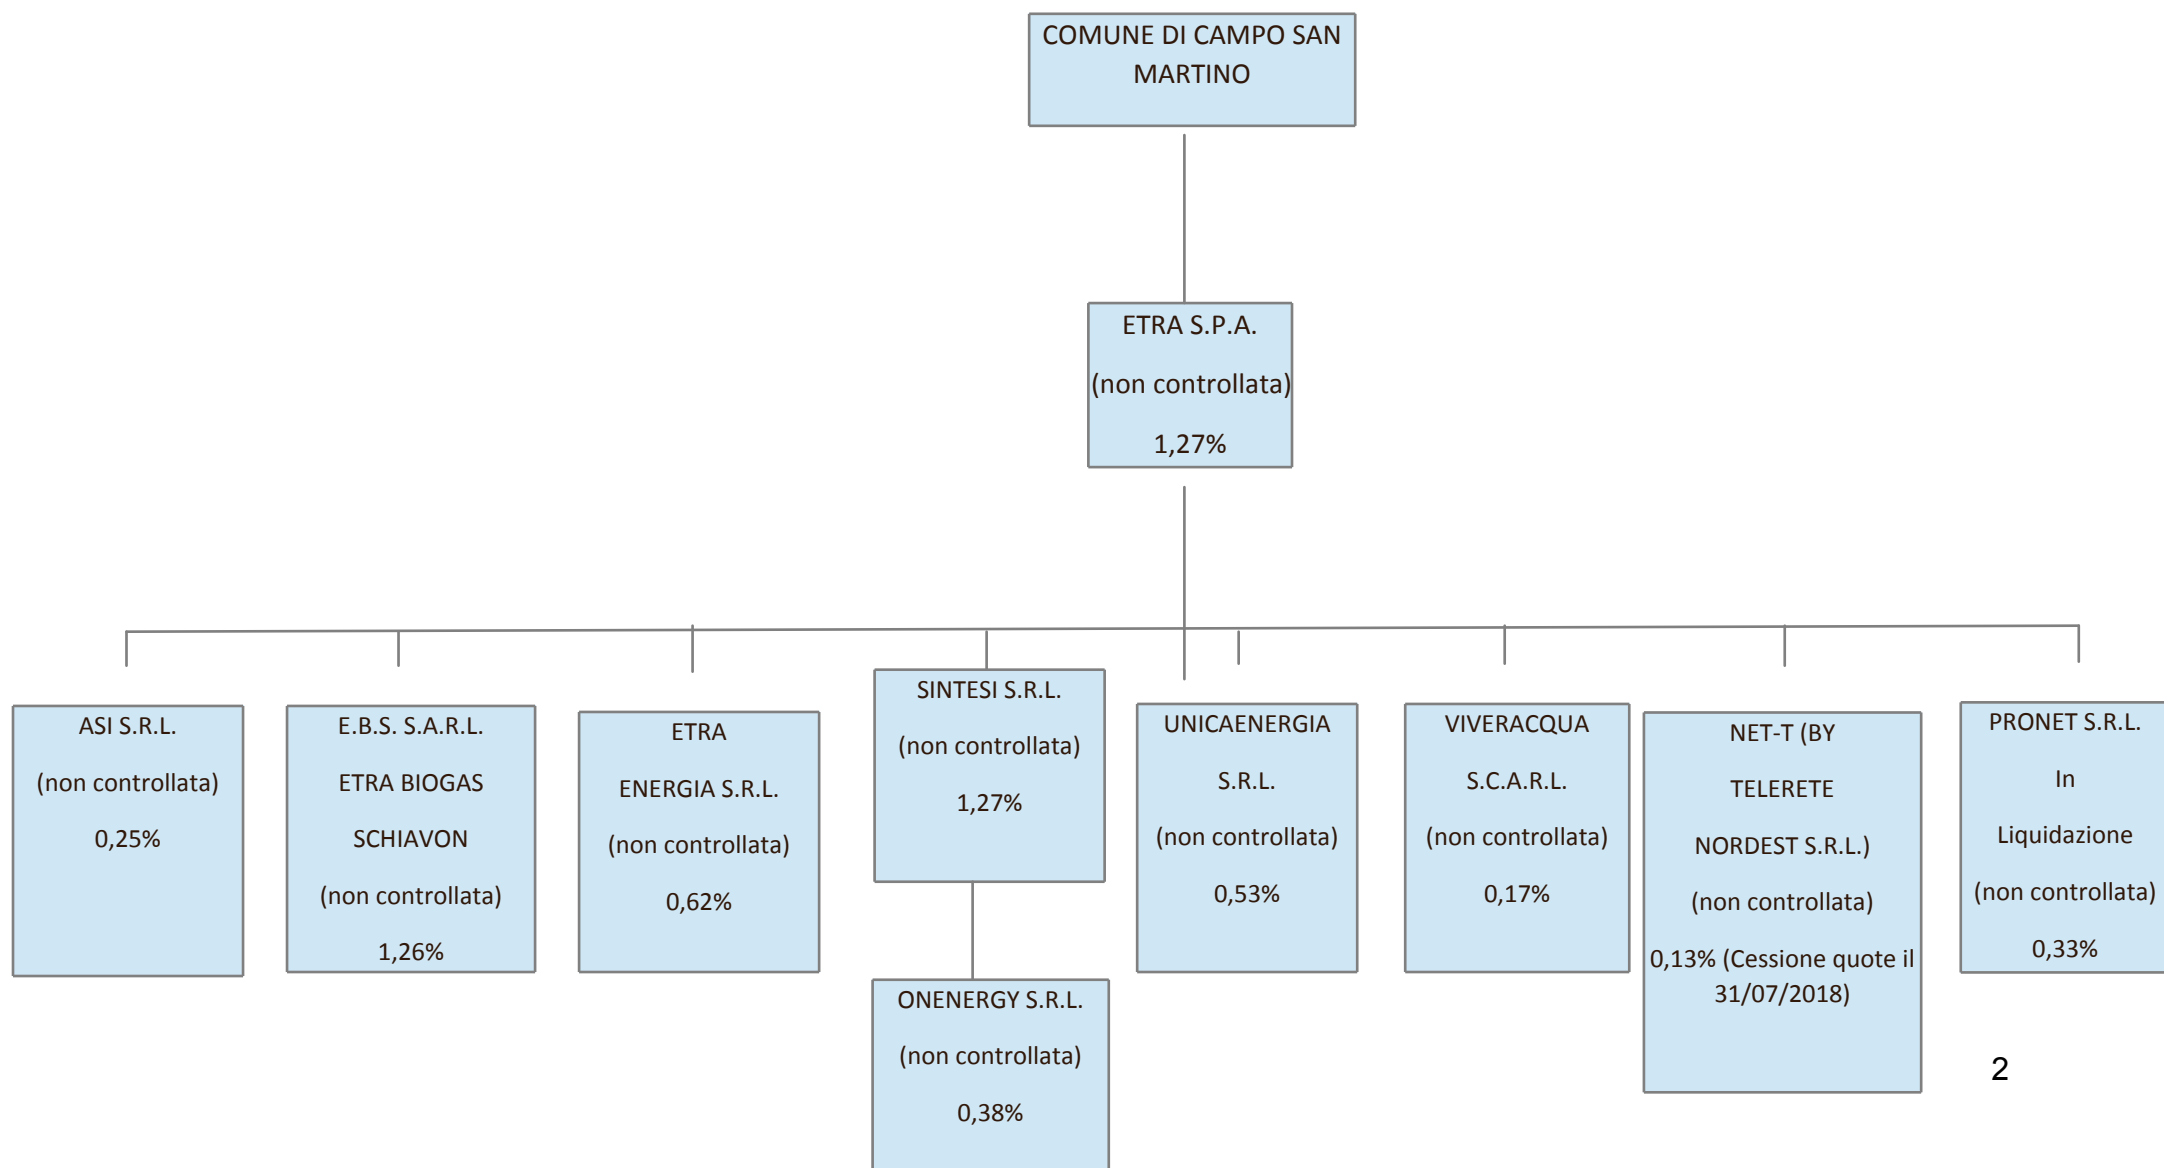 COMUNE DI CAMPO SAN
MARTINO
ETRA S.P.A.
(non controllata)
1,27%
ASI S.R.L.
(non controllata)
0,25%
E.B.S. S.A.R.L.
ETRA BIOGAS
SCHIAVON
(non controllata)
1,26%
ETRA
ENERGIA S.R.L.
(non controllata)
0,62%
SINTESI S.R.L.
(non controllata)
1,27%
ONENERGY S.R.L.
(non controllata)
0,38%
UNICAENERGIA
S.R.L.
(non controllata)
0,53%
VIVERACQUA
S.C.A.R.L.
(non controllata)
0,17%
NET-T (BY
TELERETE
NORDEST S.R.L.)
(non controllata)
0,13% (Cessione quote il
31/07/2018)
PRONET S.R.L.
In
Liquidazione
(non controllata)
0,33%
2